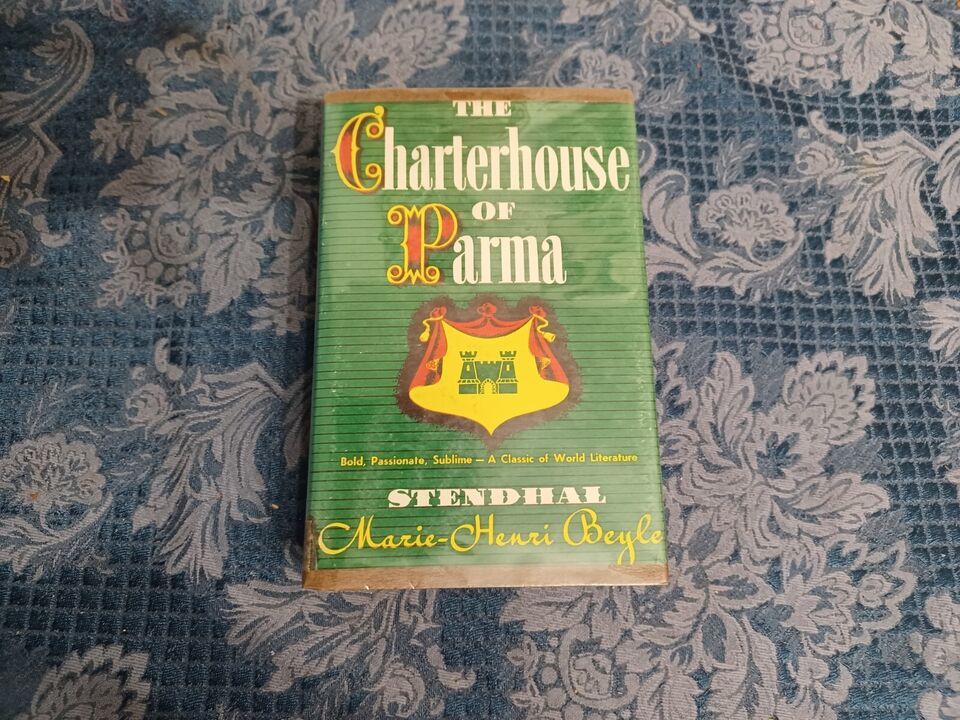 THE
Charterhouse
OF
Parma
Bold, Passionate, Sublime — A Classic of World Literature
STENDHAL
Marie-Henri Beyle